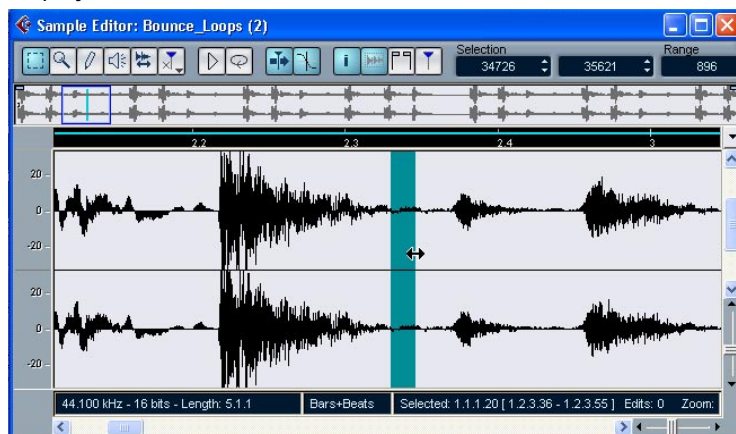 Sample Editor: Bounce_Loops (2)
Selection
Range
34726
35621
896
2.2
2.3
2.4
3
20
0
-20
20
0
-20
44.100 kHz - 16 bits - Length: 5.1.1
Bars+Beats
Selected: 1.1.1.20 [ 1.2.3.36 - 1.2.3.55 ]
Edits: 0
Zoom: